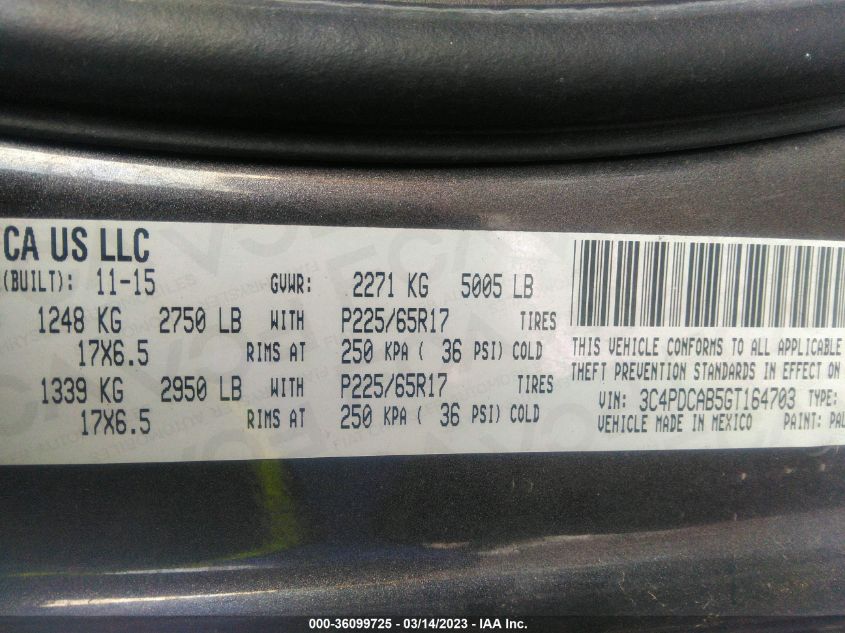 CA US LLC
(BUILT): 11-15 GVWR: 2271 KG 5005 LB
1248 KG 2750 LB WITH P225/65R17 TIRES
17X6.5 RIMS AT 250 KPA ( 36 PSI) COLD
1339 KG 2950 LB WITH P225/65R17 TIRES
17X6.5 RIMS AT 250 KPA ( 36 PSI) COLD
THIS VEHICLE CONFORMS TO ALL APPLICABLE
THEFT PREVENTION STANDARDS IN EFFECT ON
VIN: 3C4PDCAB5GT164703 TYPE:
VEHICLE MADE IN MEXICO PAINT: PAU
000-36099725 - 03/14/2023 - IAA Inc.